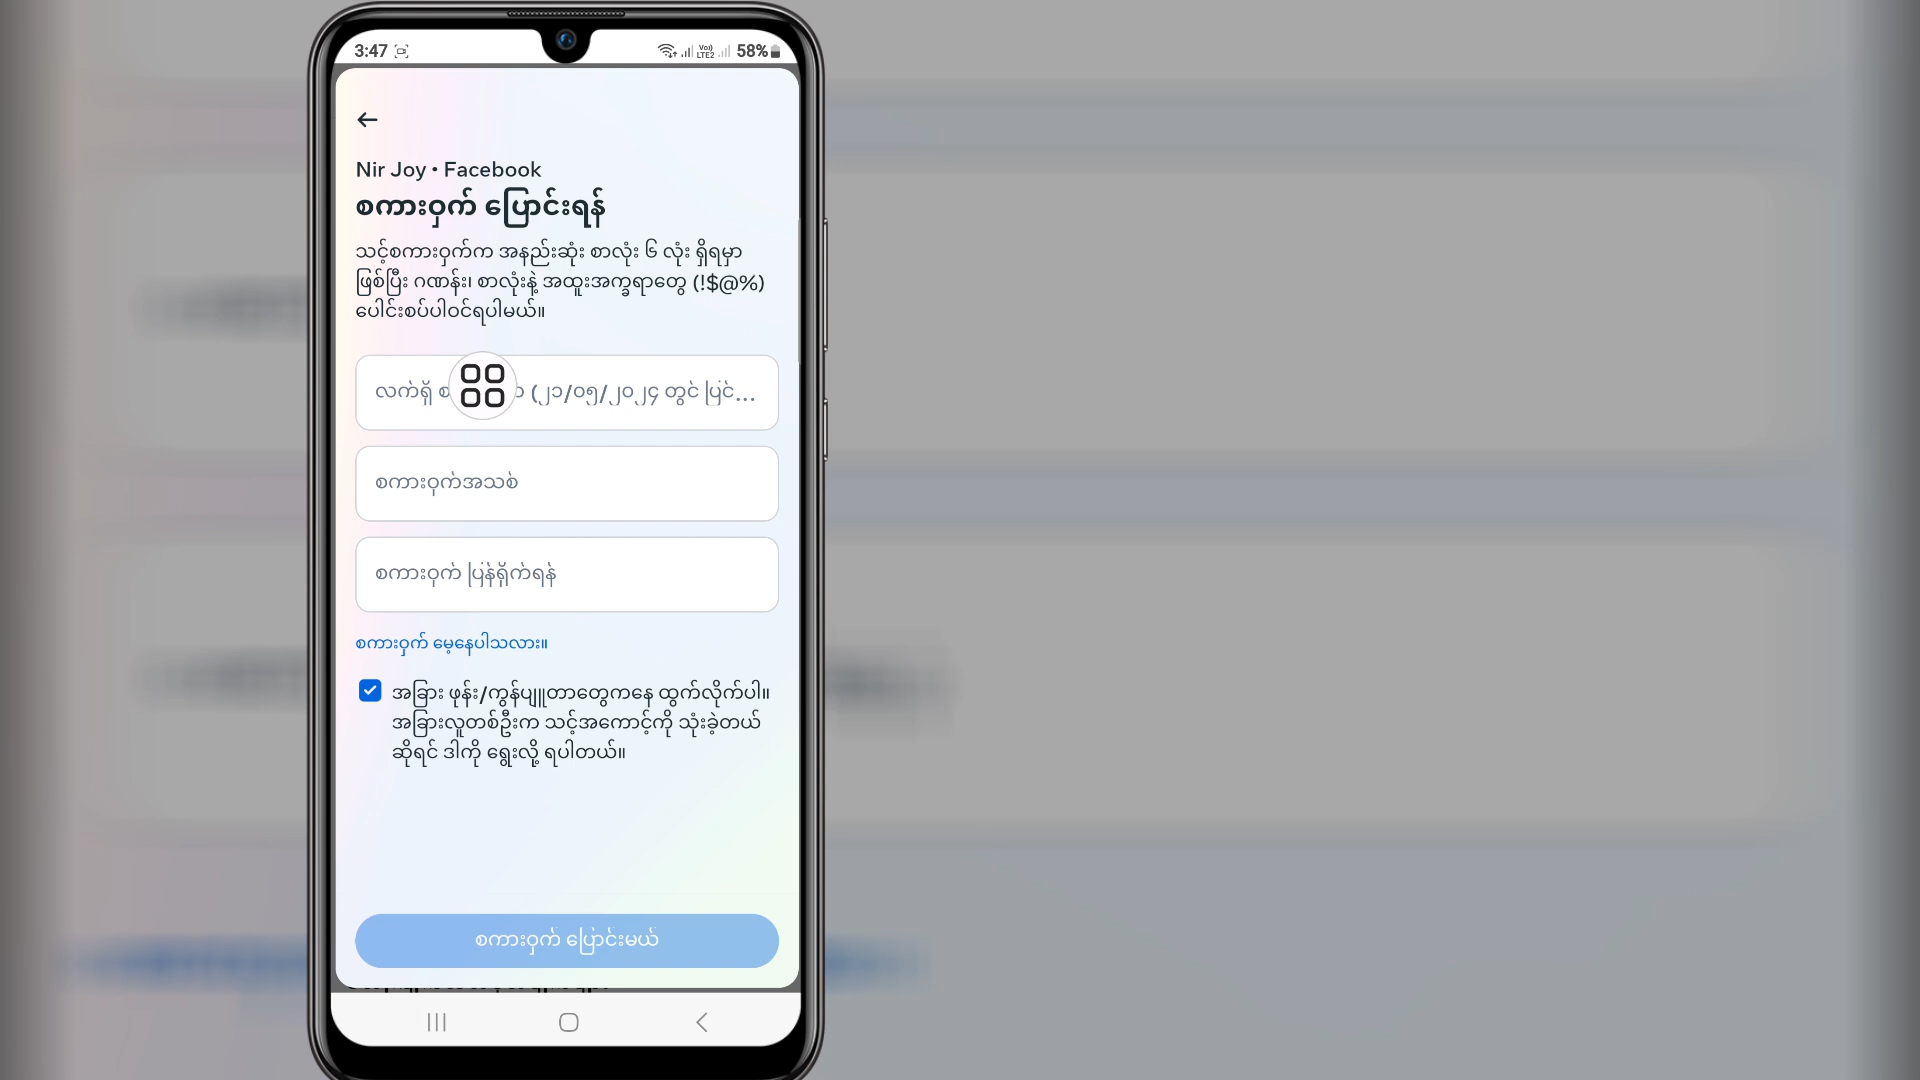 3:47
Vo)) LTE2 58%
Nir Joy • Facebook
စကားဝှက် ပြောင်းရန်
သင့်စကားဝှက်က အနည်းဆုံး စာလုံး ၆ လုံး ရှိရမှာ
ဖြစ်ပြီး ဂဏန်း၊ စာလုံးနဲ့ အထူးအက္ခရာတွေ (!$@%)
ပေါင်းစပ်ပါဝင်ရပါမယ်။
လက်ရှိ (၂၁/၀၅/၂၀၂၄ တွင် ပြင်...
စကားဝှက်အသစ်
စကားဝှက် ပြန်ရိုက်ရန်
စကားဝှက် မေ့နေပါသလား။
အခြား ဖုန်း/ကွန်ပျူတာတွေကနေ ထွက်လိုက်ပါ။
အခြားလူတစ်ဦးက သင့်အကောင့်ကို သုံးခဲ့တယ်
ဆိုရင် ဒါကို ရွေးလို့ ရပါတယ်။
စကားဝှက် ပြောင်းမယ်